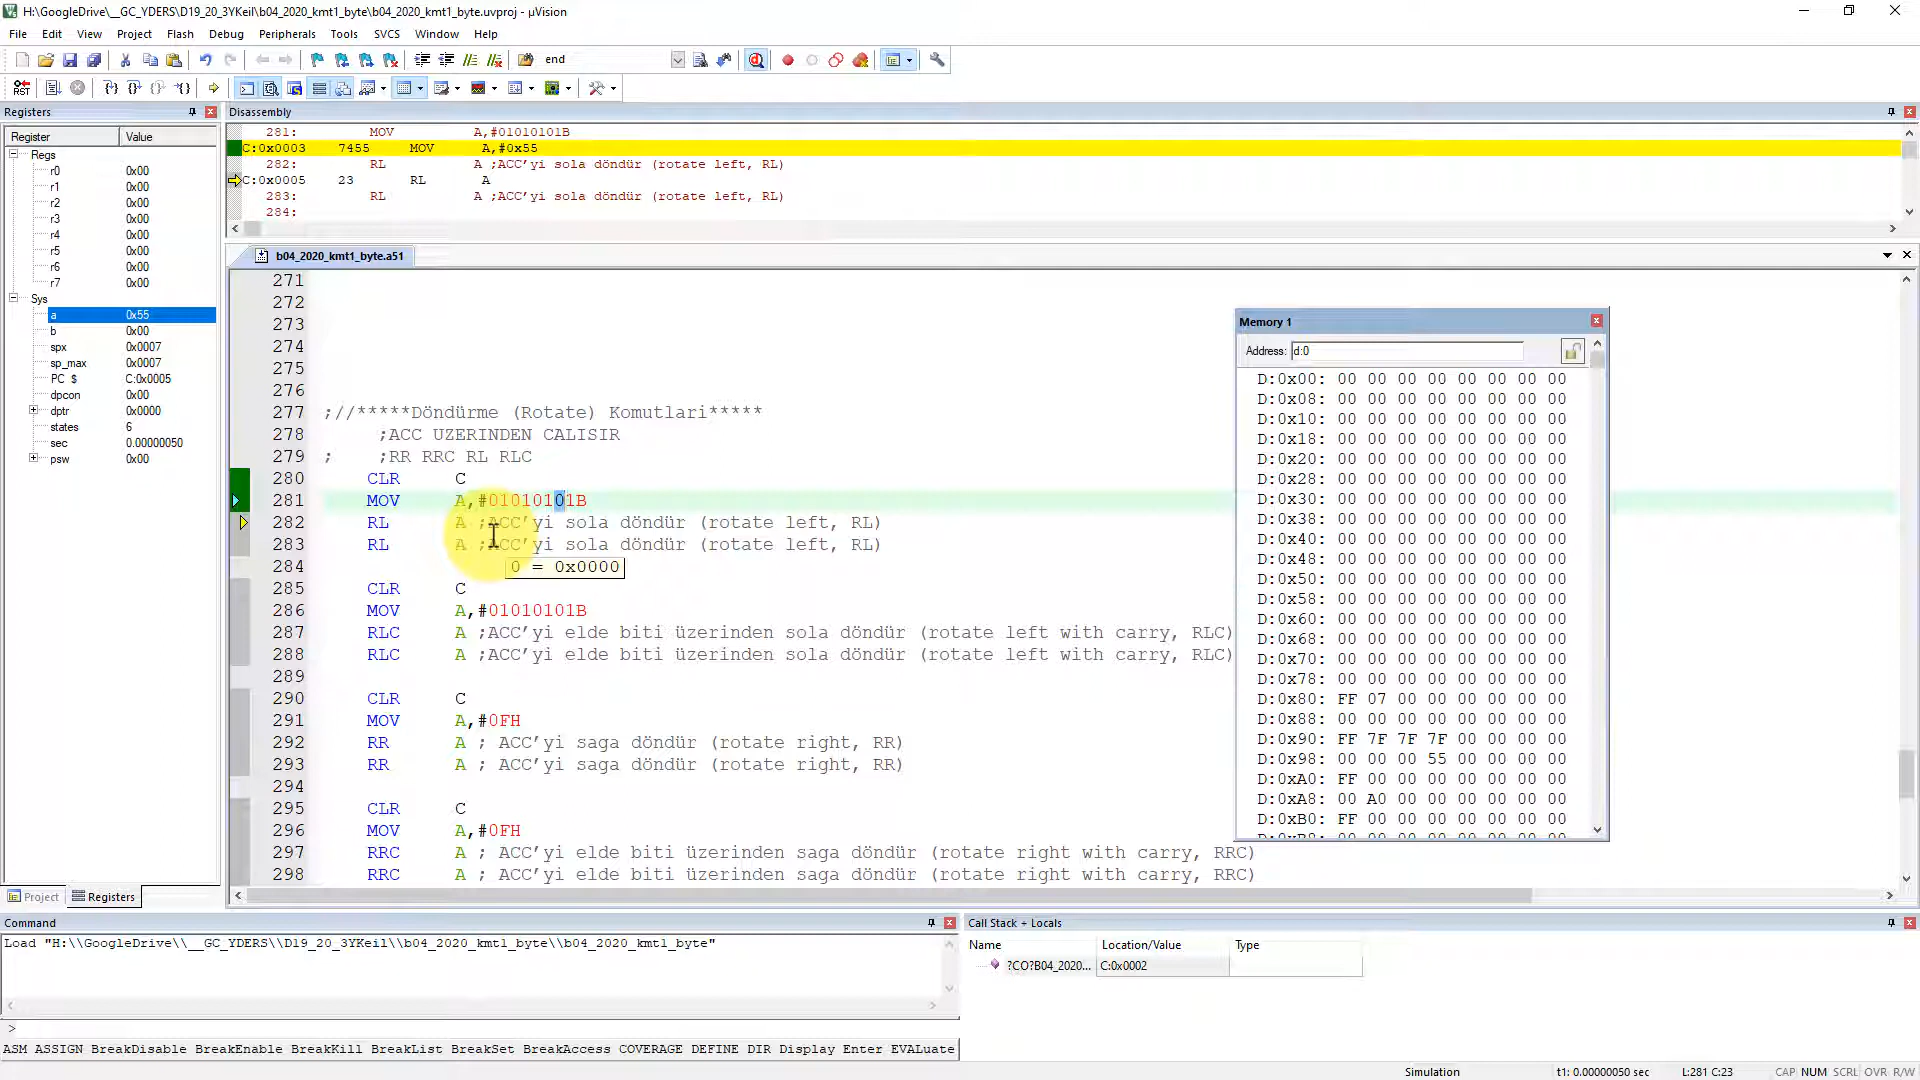 H:\GoogleDrive\__GC_YDERS\D19_20_3YKeil\b04_2020_kmt1_byte\b04_2020_kmt1_byte.uvproj - µVision
File Edit View Project Flash Debug Peripherals Tools SVCS Window Help
end
RST
Registers
Register Value
Regs
r0 0x00
r1 0x00
r2 0x00
r3 0x00
r4 0x00
r5 0x00
r6 0x00
r7 0x00
Sys
a 0x55
b 0x00
spx 0x0007
sp_max 0x0007
PC $ C:0x0005
dpcon 0x00
dptr 0x0000
states 6
sec 0.00000050
psw 0x00
Project Registers
Disassembly
281: MOV A,#01010101B
C:0x0003 7455 MOV A,#0x55
282: RL A ;ACC'yi sola döndür (rotate left, RL)
C:0x0005 23 RL A
283: RL A ;ACC'yi sola döndür (rotate left, RL)
284:
b04_2020_kmt1_byte.a51
271
272
273
274
275
276
277 ;//*****Döndürme (Rotate) Komutlari*****
278 ;ACC UZERINDEN CALISIR
279 ; ;RR RRC RL RLC
280 CLR C
281 MOV A,#01010101B
282 RL A ;ACC'yi sola döndür (rotate left, RL)
283 RL A ;ACC'yi sola döndür (rotate left, RL)
284
0 = 0x0000
285 CLR C
286 MOV A,#01010101B
287 RLC A ;ACC'yi elde biti üzerinden sola döndür (rotate left with carry, RLC)
288 RLC A ;ACC'yi elde biti üzerinden sola döndür (rotate left with carry, RLC)
289
290 CLR C
291 MOV A,#0FH
292 RR A ; ACC'yi saga döndür (rotate right, RR)
293 RR A ; ACC'yi saga döndür (rotate right, RR)
294
295 CLR C
296 MOV A,#0FH
297 RRC A ; ACC'yi elde biti üzerinden saga döndür (rotate right with carry, RRC)
298 RRC A ; ACC'yi elde biti üzerinden saga döndür (rotate right with carry, RRC)
Memory 1
Address: d:0
D:0x00: 00 00 00 00 00 00 00 00
D:0x08: 00 00 00 00 00 00 00 00
D:0x10: 00 00 00 00 00 00 00 00
D:0x18: 00 00 00 00 00 00 00 00
D:0x20: 00 00 00 00 00 00 00 00
D:0x28: 00 00 00 00 00 00 00 00
D:0x30: 00 00 00 00 00 00 00 00
D:0x38: 00 00 00 00 00 00 00 00
D:0x40: 00 00 00 00 00 00 00 00
D:0x48: 00 00 00 00 00 00 00 00
D:0x50: 00 00 00 00 00 00 00 00
D:0x58: 00 00 00 00 00 00 00 00
D:0x60: 00 00 00 00 00 00 00 00
D:0x68: 00 00 00 00 00 00 00 00
D:0x70: 00 00 00 00 00 00 00 00
D:0x78: 00 00 00 00 00 00 00 00
D:0x80: FF 07 00 00 00 00 00 00
D:0x88: 00 00 00 00 00 00 00 00
D:0x90: FF 7F 7F 7F 00 00 00 00
D:0x98: 00 00 00 55 00 00 00 00
D:0xA0: FF 00 00 00 00 00 00 00
D:0xA8: 00 A0 00 00 00 00 00 00
D:0xB0: FF 00 00 00 00 00 00 00
Command
Load "H:\\GoogleDrive\\__GC_YDERS\\D19_20_3YKeil\\b04_2020_kmt1_byte\\b04_2020_kmt1_byte"
>
ASM ASSIGN BreakDisable BreakEnable BreakKill BreakList BreakSet BreakAccess COVERAGE DEFINE DIR Display Enter EVALuate
Call Stack + Locals
Name Location/Value Type
?CO?B04_2020... C:0x0002
Simulation t1: 0.00000050 sec L:281 C:23 CAP NUM SCRL OVR R/W